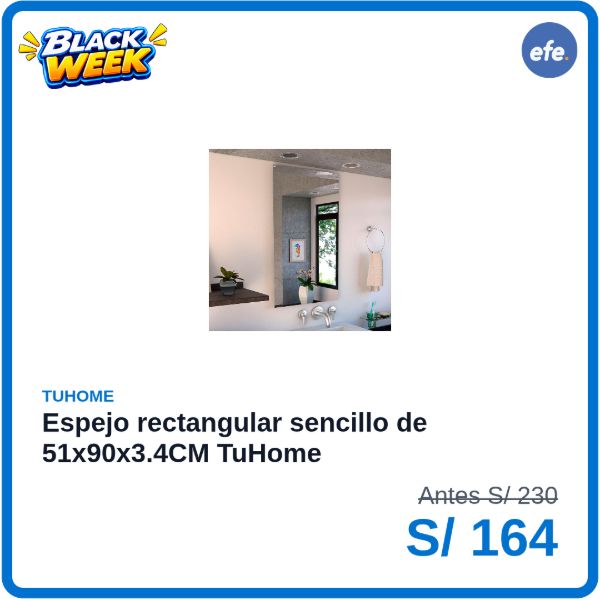 BLACK
WEEK
efe.
TUHOME
Espejo rectangular sencillo de
51x90x3.4CM TuHome
Antes S/ 230
S/ 164